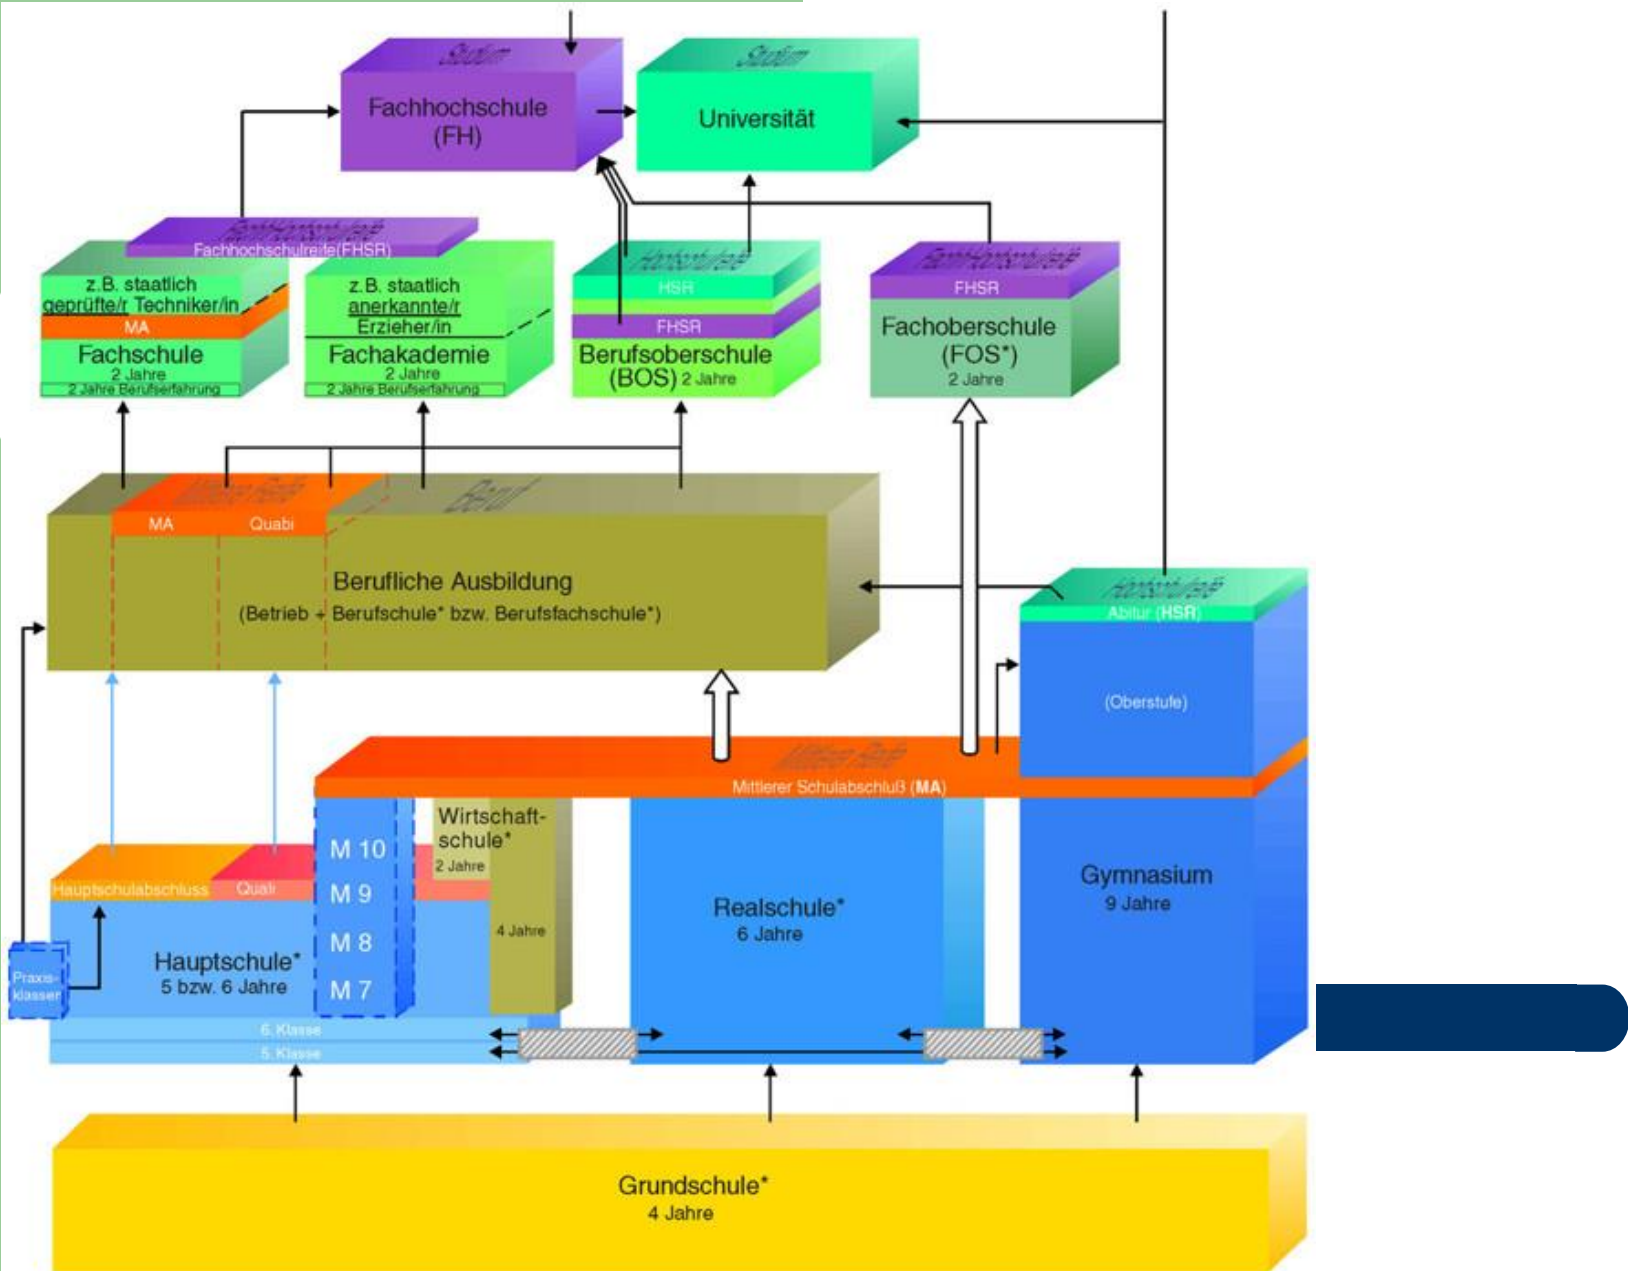 Studium
Studium
Fachhochschule
(FH)
Universität
Fachhochschulreife(FHSR)
z.B. staatlich
geprüfte/r Techniker/in
MA
Fachschule
2 Jahre
2 Jahre Berufserfahrung
z.B. staatlich
anerkannte/r
Erzieher/in
Fachakademie
2 Jahre
2 Jahre Berufserfahrung
HSR
FHSR
Berufsoberschule
(BOS) 2 Jahre
FHSR
Fachoberschule
(FOS*)
2 Jahre
Beruf
MA
Quabi
Berufliche Ausbildung
(Betrieb + Berufschule* bzw. Berufsfachschule*)
Abitur (HSR)
(Oberstufe)
Mittlerer Schulabschluß (MA)
Wirtschaft-
schule*
2 Jahre
4 Jahre
M 10
M 9
M 8
M 7
Hauptschulabschluss
Quali
Hauptschule*
5 bzw. 6 Jahre
Praxis-
klasser
6. Klasse
5. Klasse
Realschule*
6 Jahre
Gymnasium
9 Jahre
Grundschule*
4 Jahre